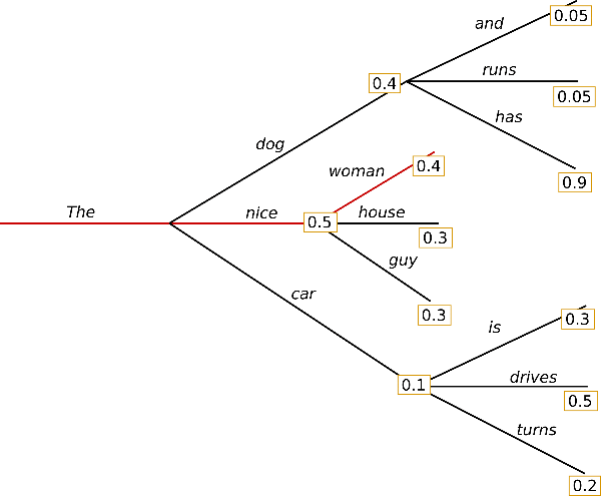 and
0.05
runs
0.4
0.05
has
dog
0.9
woman
0.4
The
nice
house
0.5
0.3
guy
car
0.3
is
0.3
drives
0.1
0.5
turns
0.2